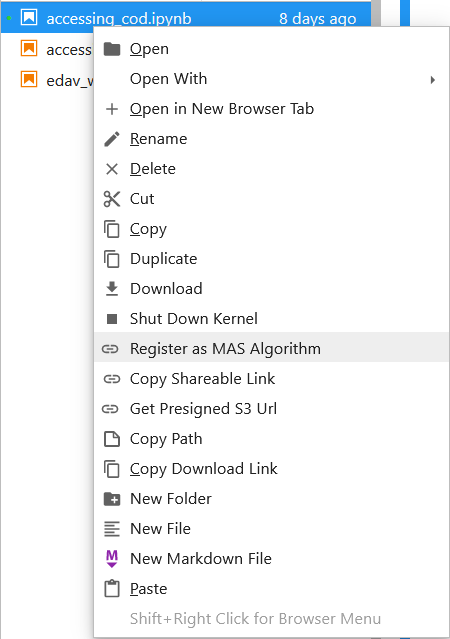 accessing_cod.ipynb 8 days ago
access
edav_w
Open
Open With
Open in New Browser Tab
Rename
Delete
Cut
Copy
Duplicate
Download
Shut Down Kernel
Register as MAS Algorithm
Copy Shareable Link
Get Presigned S3 Url
Copy Path
Copy Download Link
New Folder
New File
New Markdown File
Paste
Shift+Right Click for Browser Menu